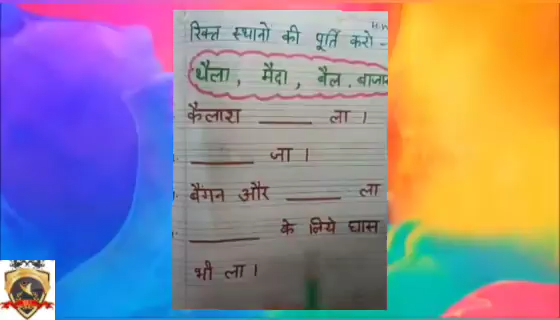 रिक्त स्थानो की पूर्ति करो -
थैला, मैदा, बैल, बाजार
कैलाश ______ ला।
______ जा।
बैंगन और ______ ला
______ के लिये घास
भी ला।